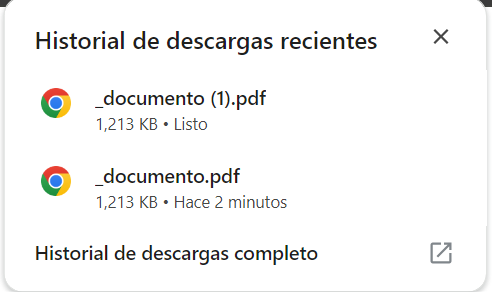 Historial de descargas recientes
_documento (1).pdf
1,213 KB • Listo
_documento.pdf
1,213 KB • Hace 2 minutos
Historial de descargas completo